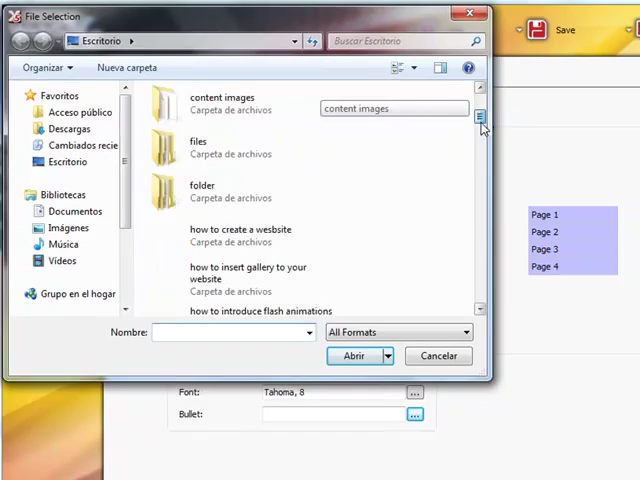 File Selection
Escritorio
Buscar Escritorio
Save
Organizar
Nueva carpeta
Favoritos
Acceso público
Descargas
Cambiados recie
Escritorio
Bibliotecas
Documentos
Imágenes
Música
Vídeos
Grupo en el hogar
content images
Carpeta de archivos
content images
files
Carpeta de archivos
folder
Carpeta de archivos
how to create a website
Carpeta de archivos
how to insert gallery to your
website
Carpeta de archivos
how to introduce flash animations
Page 1
Page 2
Page 3
Page 4
Nombre:
All Formats
Abrir
Cancelar
Font:
Tahoma, 8
...
Bullet:
...